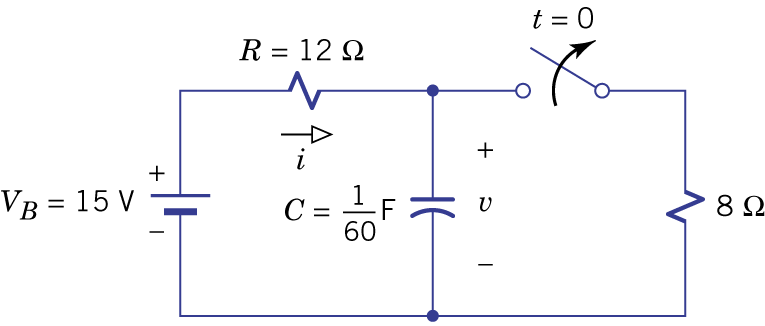 t = 0
R = 12 Ω
i
+
V_B = 15 V
−
C = 1/60 F
+
v
−
8 Ω